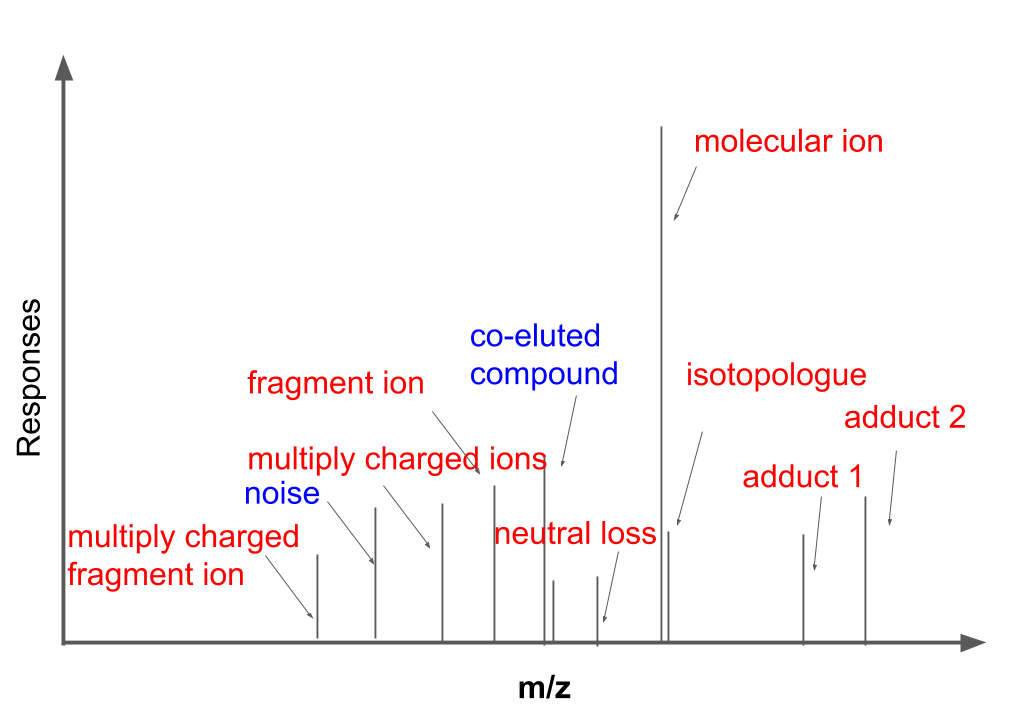 molecular ion
co-eluted
compound
isotopologue
fragment ion
adduct 2
multiply charged ions
adduct 1
noise
neutral loss
multiply charged
fragment ion
Responses
m/z